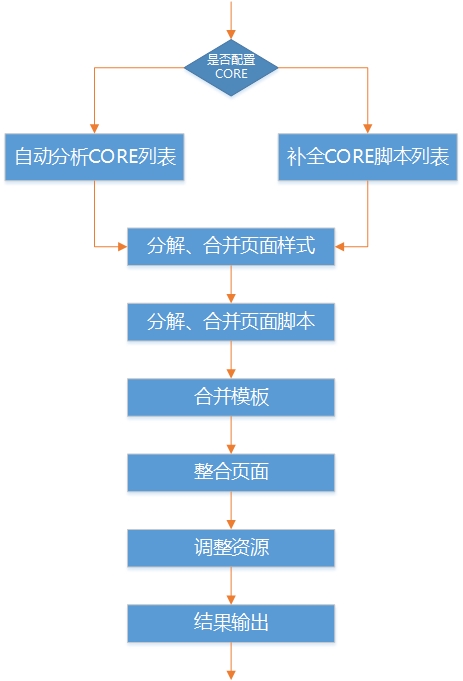 是否配置
CORE
自动分析CORE列表
补全CORE脚本列表
分解、合并页面样式
分解、合并页面脚本
合并模板
整合页面
调整资源
结果输出